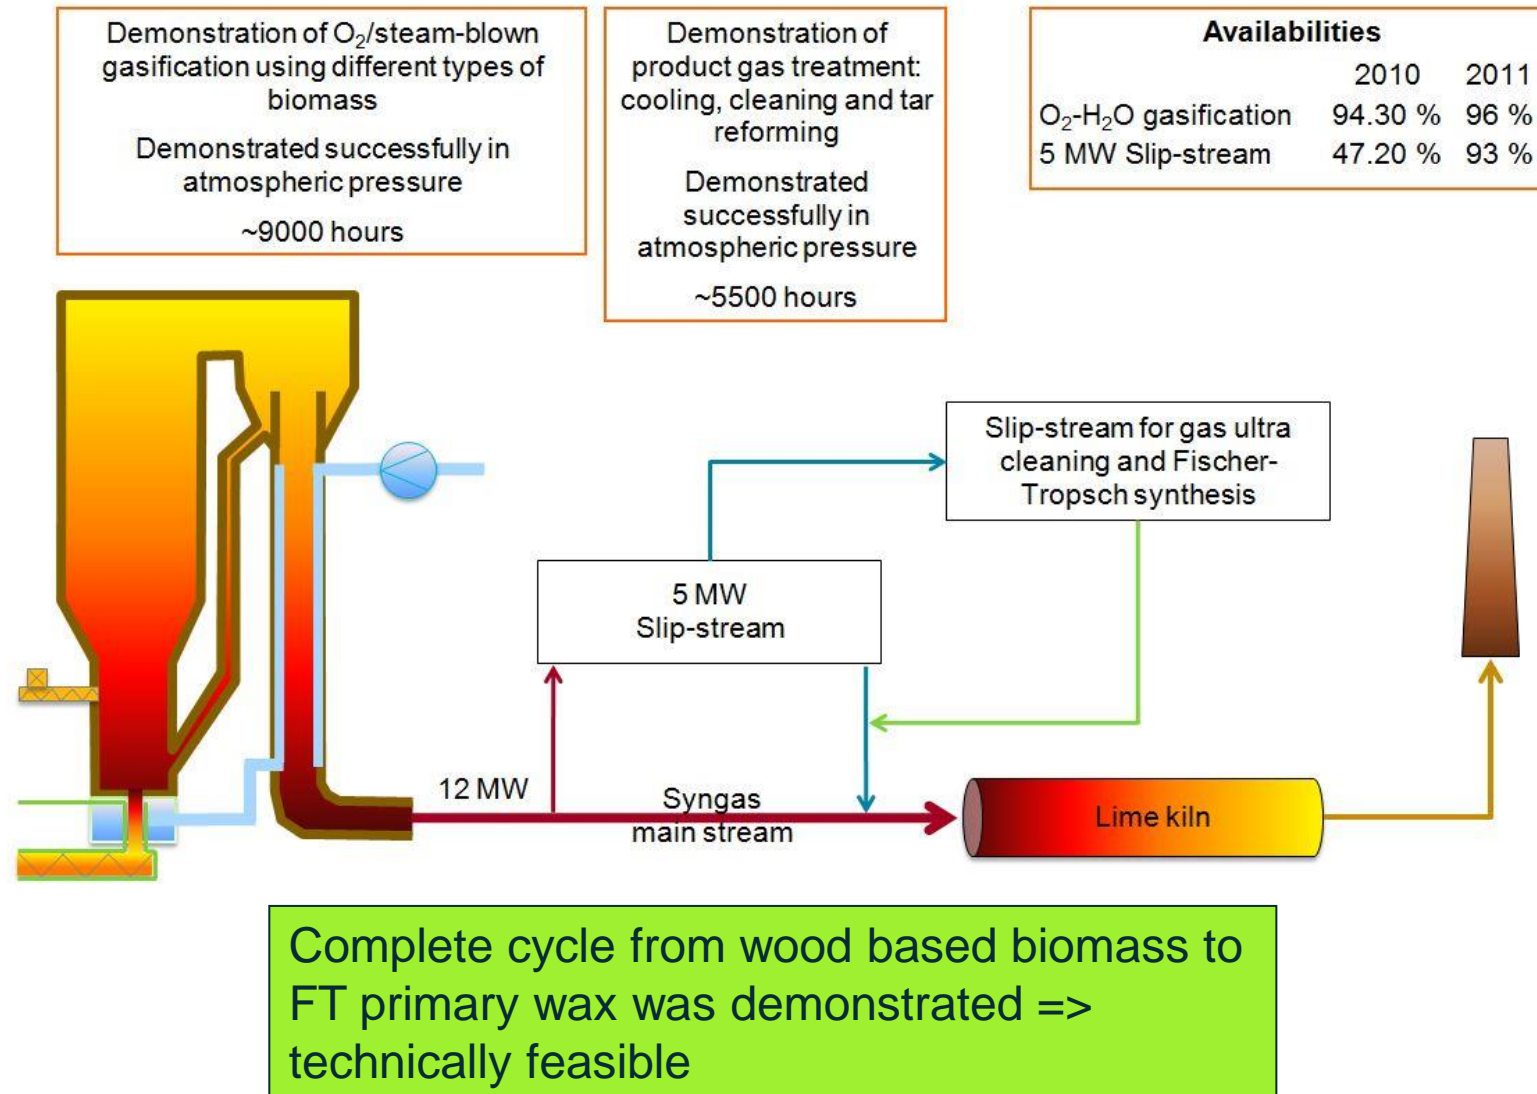 Demonstration of O₂/steam-blown
gasification using different types of
biomass
Demonstrated successfully in
atmospheric pressure
~9000 hours
Demonstration of
product gas treatment:
cooling, cleaning and tar
reforming
Demonstrated
successfully in
atmospheric pressure
~5500 hours
Availabilities
2010 2011
O₂-H₂O gasification 94.30 % 96 %
5 MW Slip-stream 47.20 % 93 %
Slip-stream for gas ultra
cleaning and Fischer-
Tropsch synthesis
5 MW
Slip-stream
12 MW
Syngas
main stream
Lime kiln
Complete cycle from wood based biomass to
FT primary wax was demonstrated =>
technically feasible